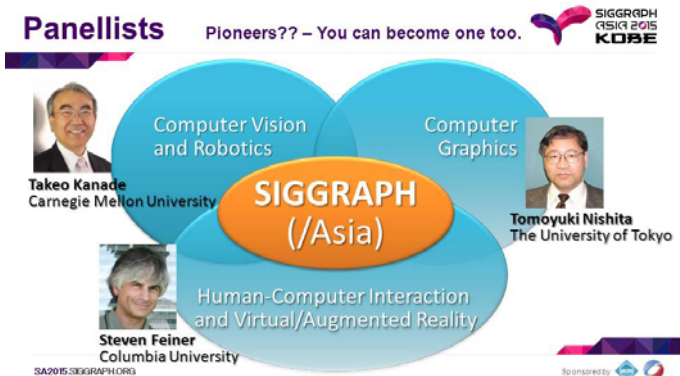 Panellists
Pioneers?? – You can become one too.
SIGGRAPH
ASIA 2015
KOBE
Computer Vision
and Robotics
Computer
Graphics
Takeo Kanade
Carnegie Mellon University
SIGGRAPH
(/Asia)
Tomoyuki Nishita
The University of Tokyo
Human-Computer Interaction
and Virtual/Augmented Reality
Steven Feiner
Columbia University
SA2015.SIGGRAPH.ORG
Sponsored by